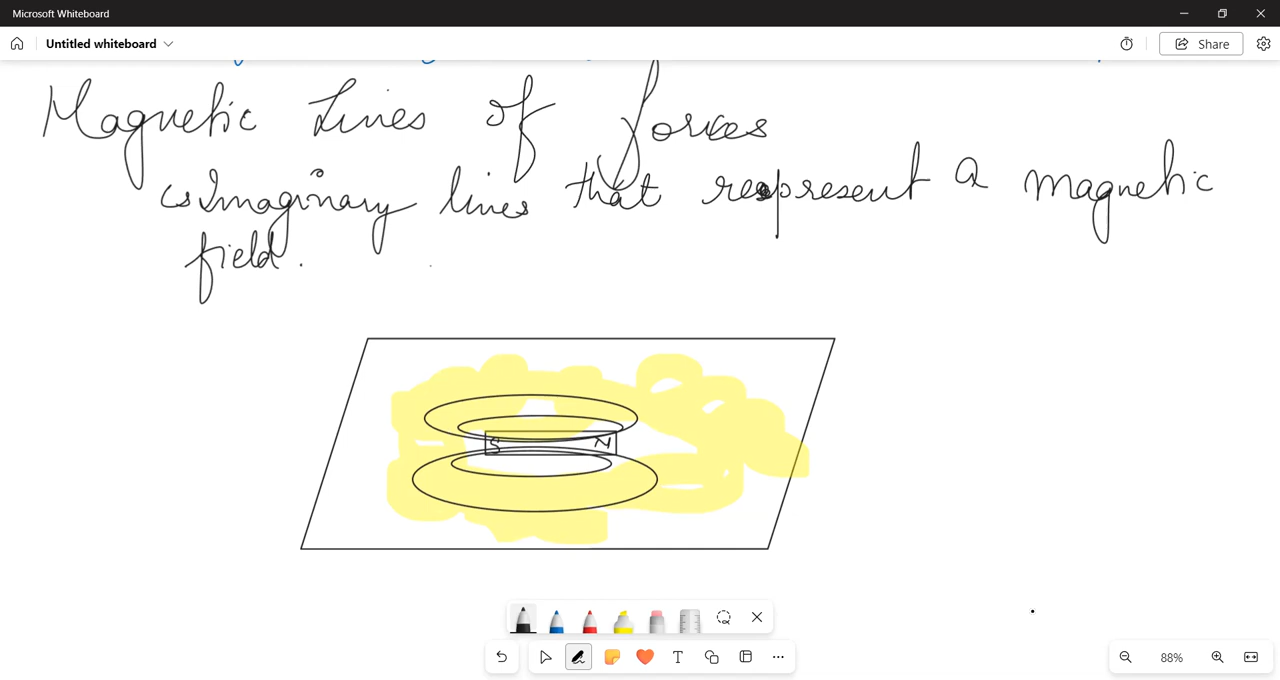 Microsoft Whiteboard
Untitled whiteboard
Share
Magnetic Lines of forces
Imaginary lines that represent a magnetic
field.
S N
88%